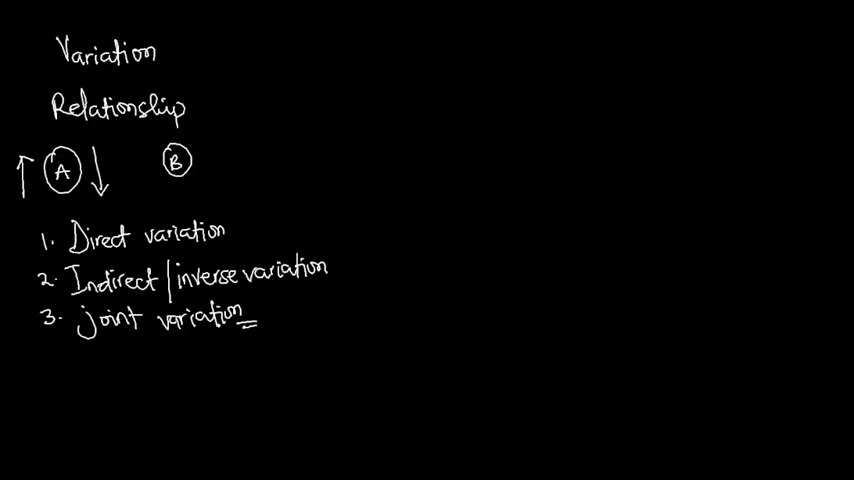 Variation
Relationship
A B
1. Direct variation
2. Indirect / inverse variation
3. joint variation